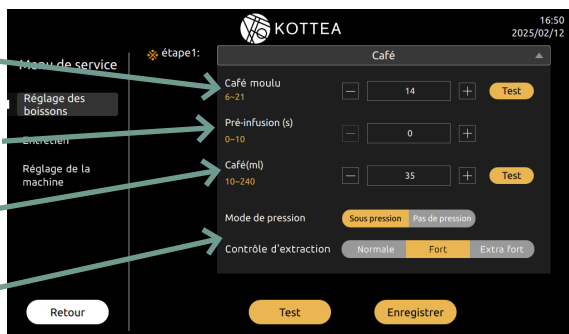 KOTTEA
16:50
2025/02/12
Menu de service
Réglage des
boissons
Entretien
Réglage de la
machine
Retour
étape1:
Café
Café moulu
6~21
14
Test
Pré-infusion (s)
0~10
0
Café(ml)
10~240
35
Test
Mode de pression
Sous pression Pas de pression
Contrôle d'extraction
Normale Fort Extra fort
Test
Enregistrer